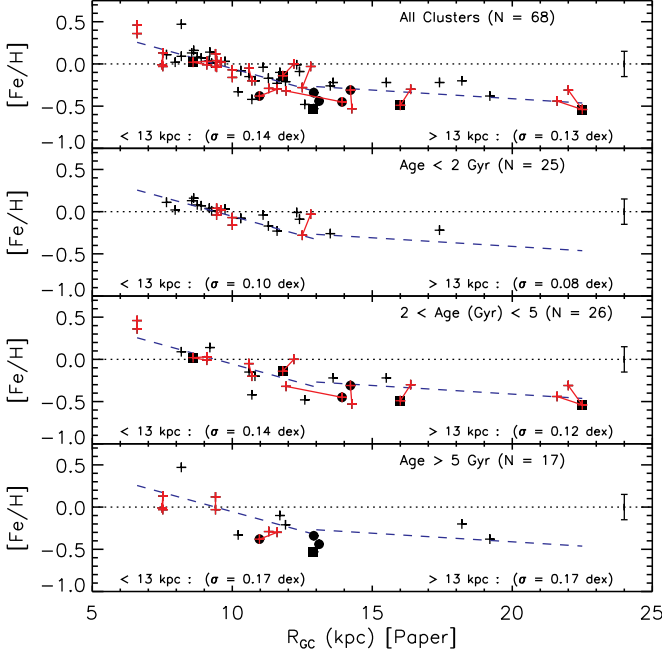 All Clusters (N = 68)
0.5
0.0
−0.5
−1.0
[Fe/H]
< 13 kpc : (σ = 0.14 dex) > 13 kpc : (σ = 0.13 dex)
Age < 2 Gyr (N = 25)
0.5
0.0
−0.5
−1.0
[Fe/H]
< 13 kpc : (σ = 0.10 dex) > 13 kpc : (σ = 0.08 dex)
2 < Age (Gyr) < 5 (N = 26)
0.5
0.0
−0.5
−1.0
[Fe/H]
< 13 kpc : (σ = 0.14 dex) > 13 kpc : (σ = 0.12 dex)
Age > 5 Gyr (N = 17)
0.5
0.0
−0.5
−1.0
[Fe/H]
< 13 kpc : (σ = 0.17 dex) > 13 kpc : (σ = 0.17 dex)
5 10 15 20 25
R_GC (kpc) [Paper]